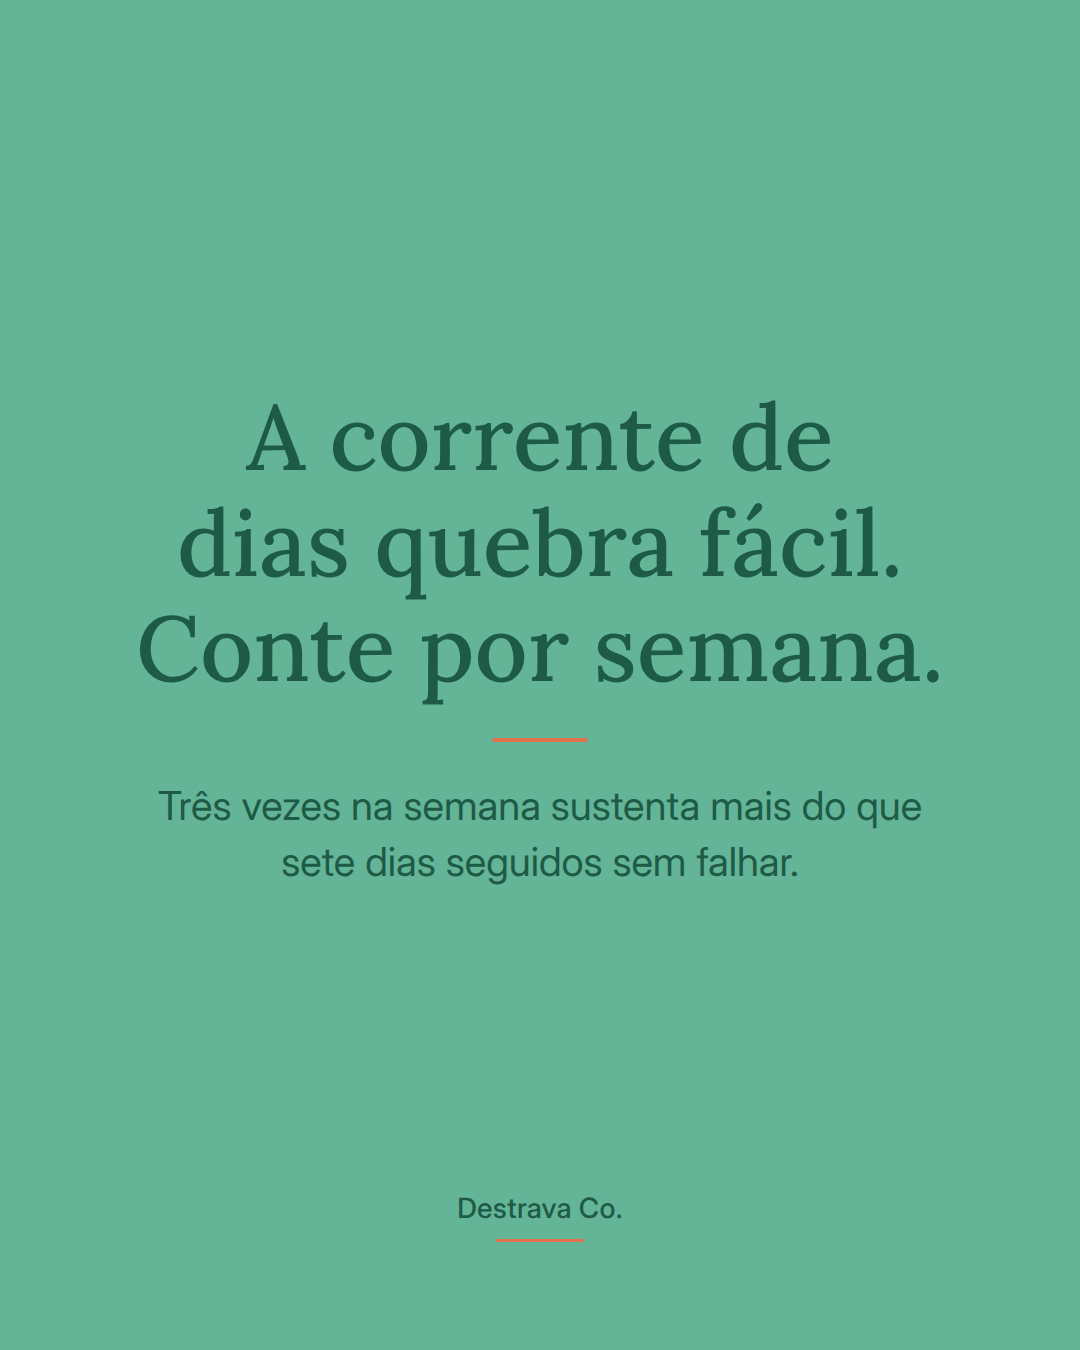 A corrente de
dias quebra fácil.
Conte por semana.
Três vezes na semana sustenta mais do que
sete dias seguidos sem falhar.
Destrava Co.